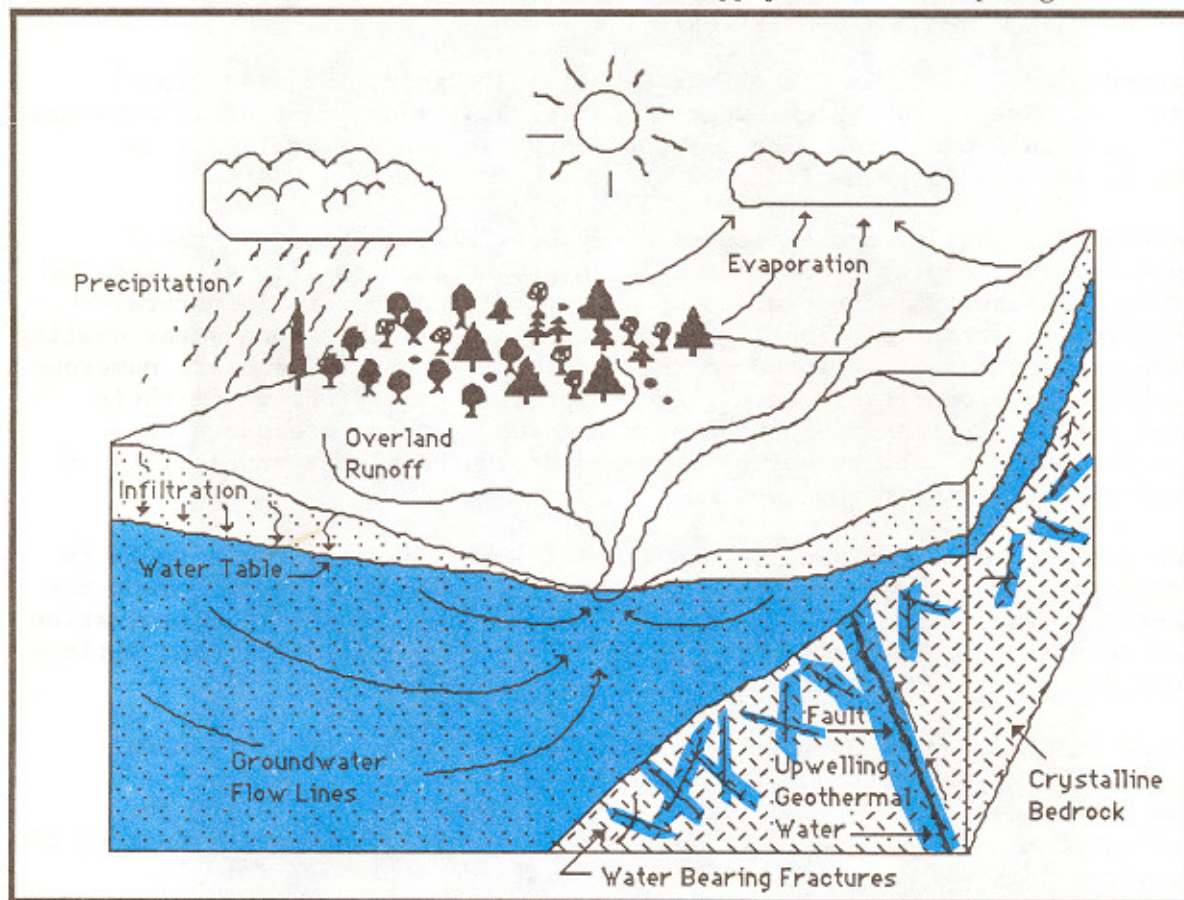 Precipitation
Evaporation
Overland
Runoff
Infiltration
Water Table
Groundwater
Flow Lines
Fault
Upwelling
Geothermal
Water
Crystalline
Bedrock
Water Bearing Fractures